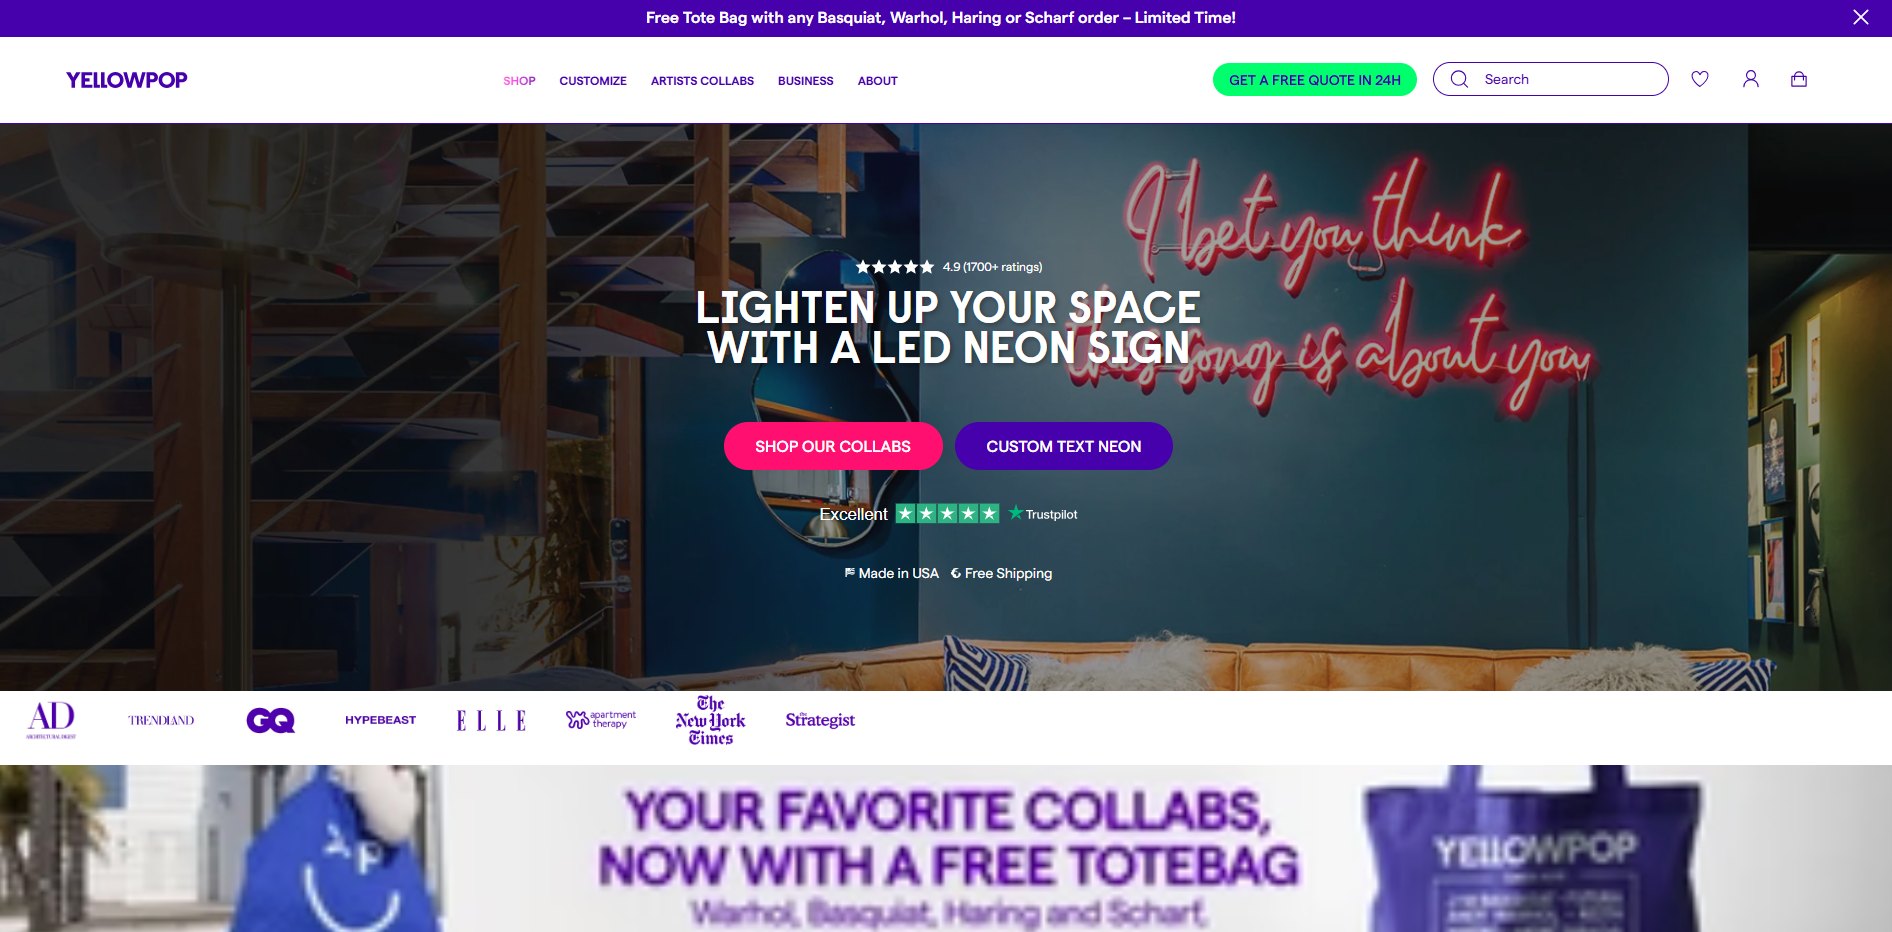 Free Tote Bag with any Basquiat, Warhol, Haring or Scharf order – Limited Time!
YELLOWPOP
SHOP
CUSTOMIZE
ARTISTS COLLABS
BUSINESS
ABOUT
GET A FREE QUOTE IN 24H
Search
I bet you think
this song is about you
4.9 (1700+ ratings)
LIGHTEN UP YOUR SPACE
WITH A LED NEON SIGN
SHOP OUR COLLABS
CUSTOM TEXT NEON
Excellent
Trustpilot
Made in USA
Free Shipping
AD
ARCHITECTURAL DIGEST
TRENDLAND
GQ
HYPEBEAST
ELLE
apartment
therapy
The
New York
Times
the
Strategist
YOUR FAVORITE COLLABS,
NOW WITH A FREE TOTEBAG
Warhol, Basquiat, Haring and Scharf.
YELLOWPOP